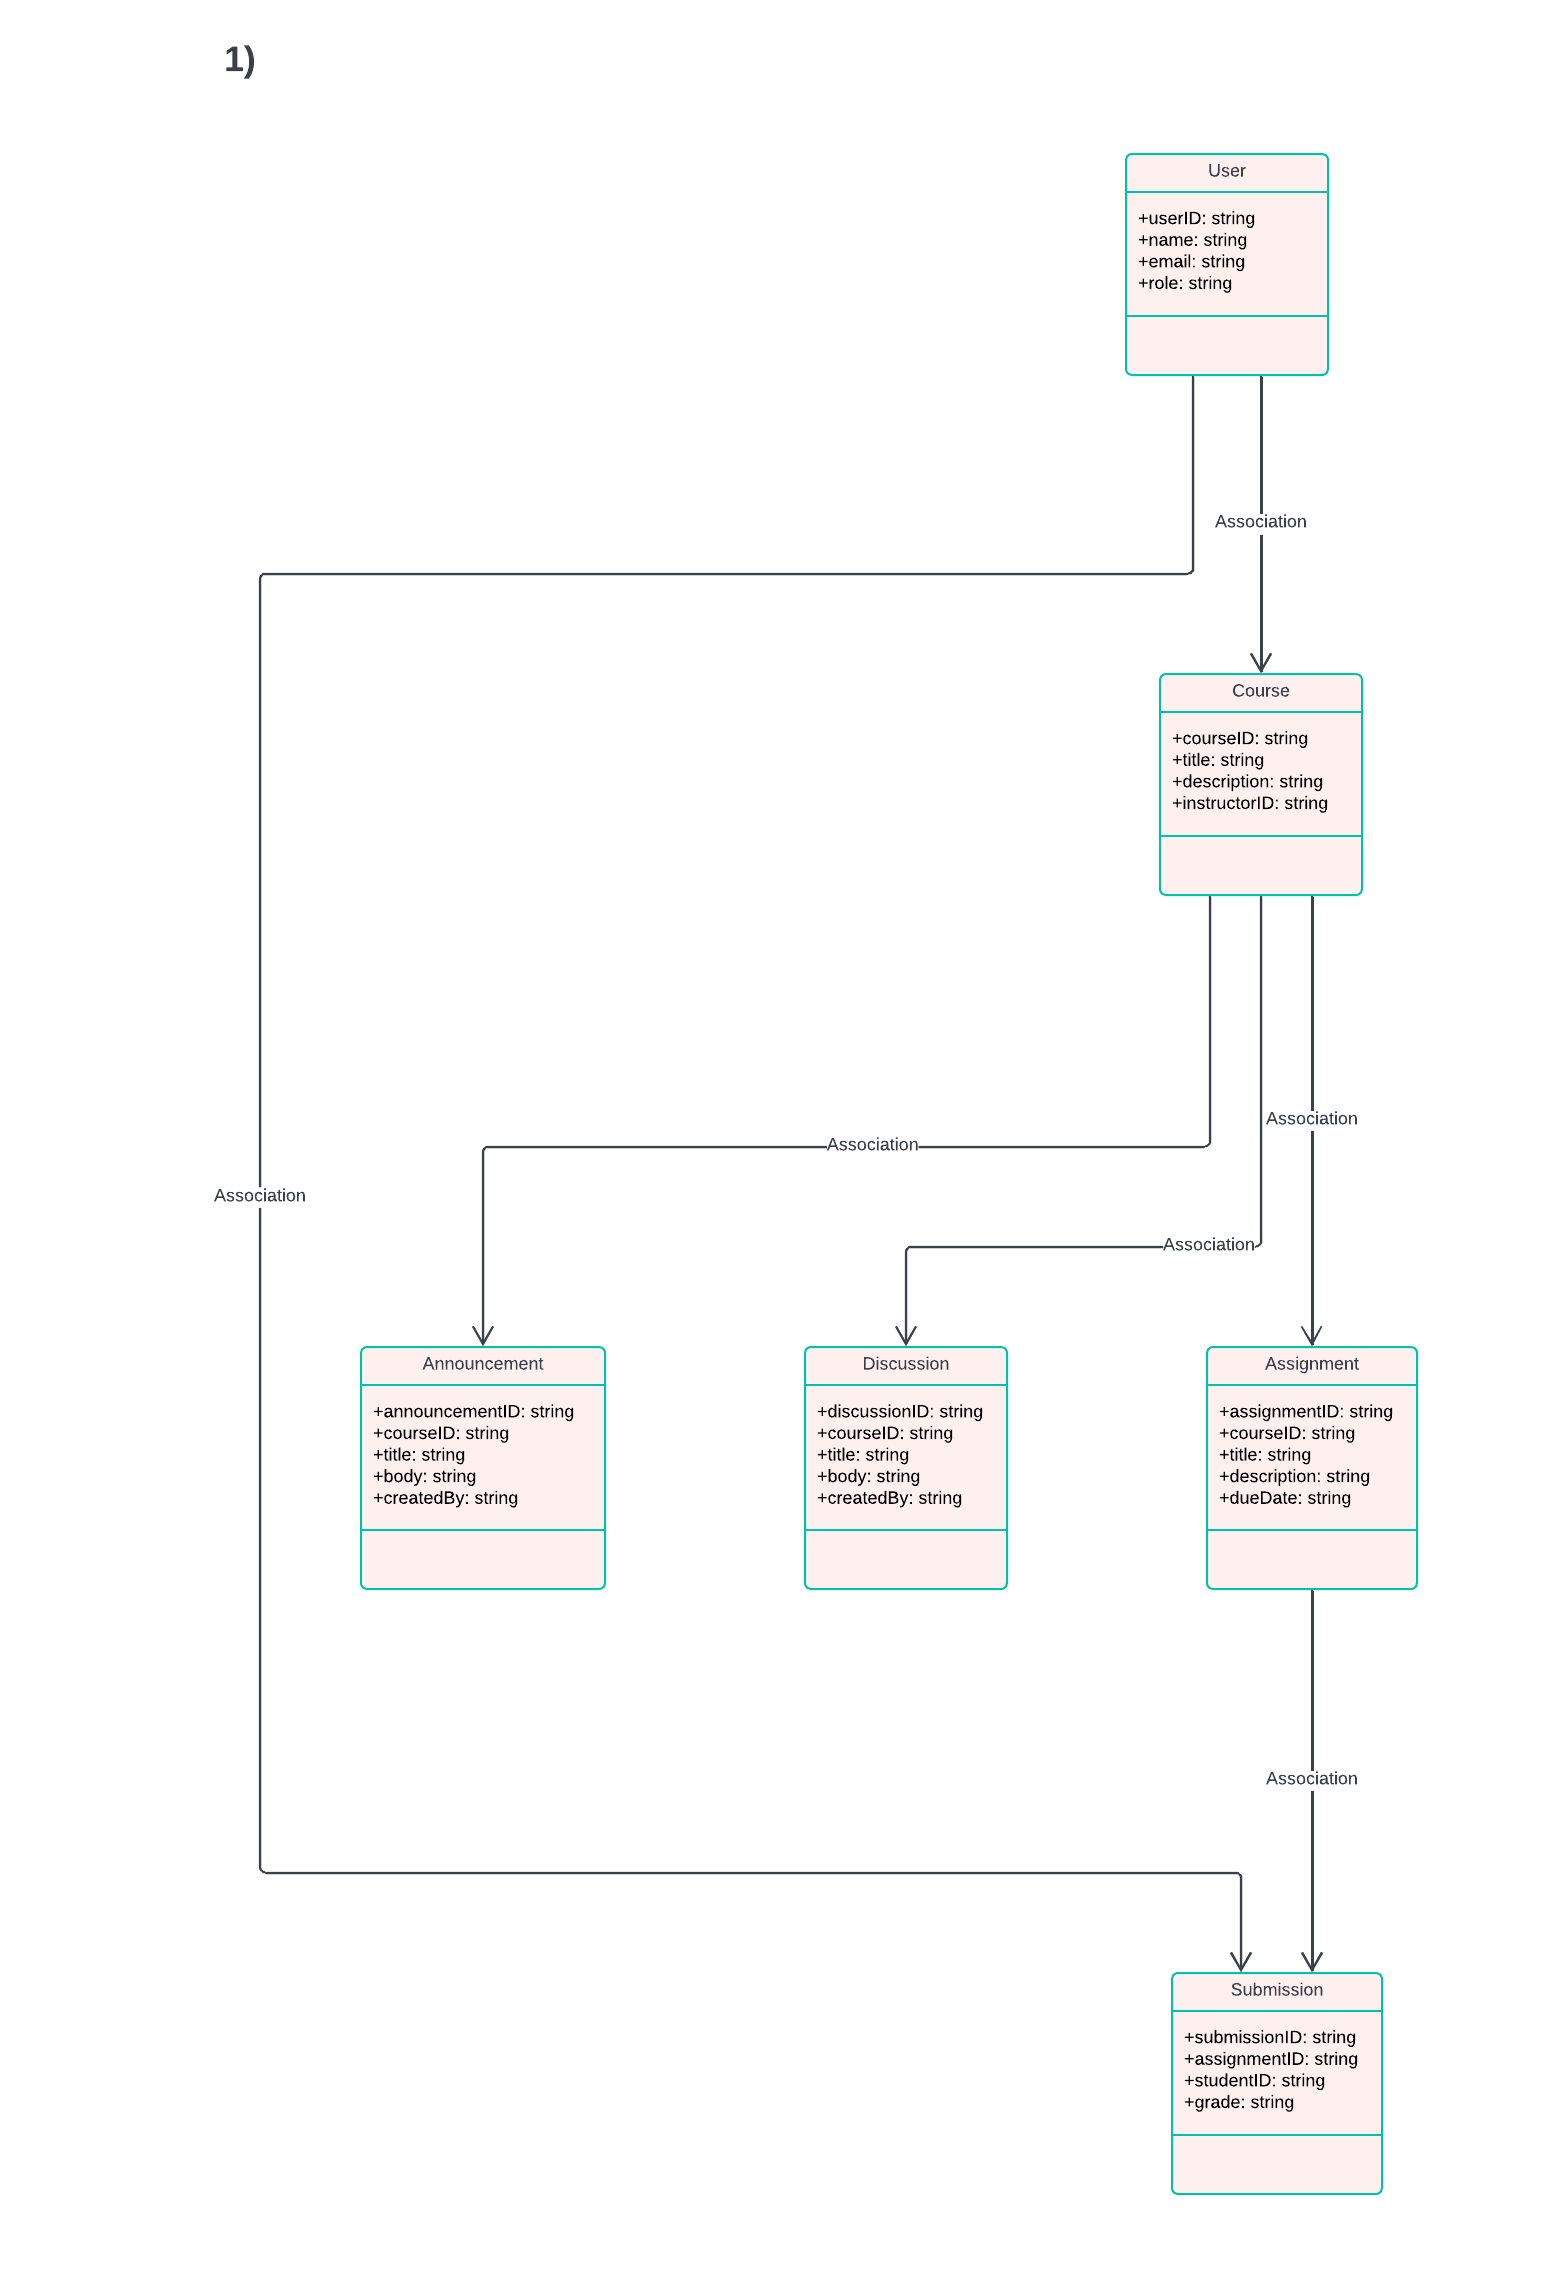 1)
User
+userID: string
+name: string
+email: string
+role: string
Association
Course
+courseID: string
+title: string
+description: string
+instructorID: string
Association
Association
Association
Association
Announcement
+announcementID: string
+courseID: string
+title: string
+body: string
+createdBy: string
Discussion
+discussionID: string
+courseID: string
+title: string
+body: string
+createdBy: string
Assignment
+assignmentID: string
+courseID: string
+title: string
+description: string
+dueDate: string
Association
Submission
+submissionID: string
+assignmentID: string
+studentID: string
+grade: string